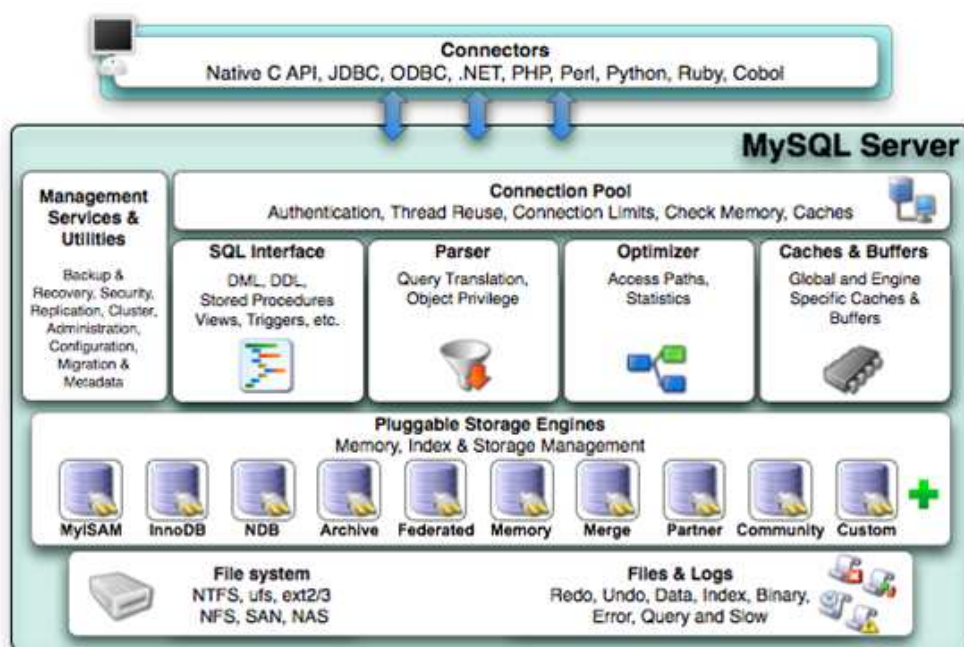 Connectors
Native C API, JDBC, ODBC, .NET, PHP, Perl, Python, Ruby, Cobol
MySQL Server
Management
Services &
Utilities
Backup &
Recovery, Security,
Replication, Cluster,
Administration,
Configuration,
Migration &
Metadata
Connection Pool
Authentication, Thread Reuse, Connection Limits, Check Memory, Caches
SQL Interface
DML, DDL,
Stored Procedures
Views, Triggers, etc.
Parser
Query Translation,
Object Privilege
Optimizer
Access Paths,
Statistics
Caches & Buffers
Global and Engine
Specific Caches &
Buffers
Pluggable Storage Engines
Memory, Index & Storage Management
MyISAM
InnoDB
NDB
Archive
Federated
Memory
Merge
Partner
Community
Custom
File system
NTFS, ufs, ext2/3
NFS, SAN, NAS
Files & Logs
Redo, Undo, Data, Index, Binary,
Error, Query and Slow